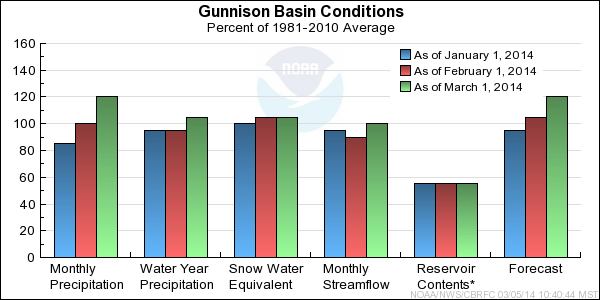 Gunnison Basin Conditions
Percent of 1981-2010 Average
160
140
120
100
80
60
40
20
0
NOAA
As of January 1, 2014
As of February 1, 2014
As of March 1, 2014
Monthly
Precipitation
Water Year
Precipitation
Snow Water
Equivalent
Monthly
Streamflow
Reservoir
Contents*
Forecast
NOAA/NWS/CBRFC 03/05/14 10:40:44 MST